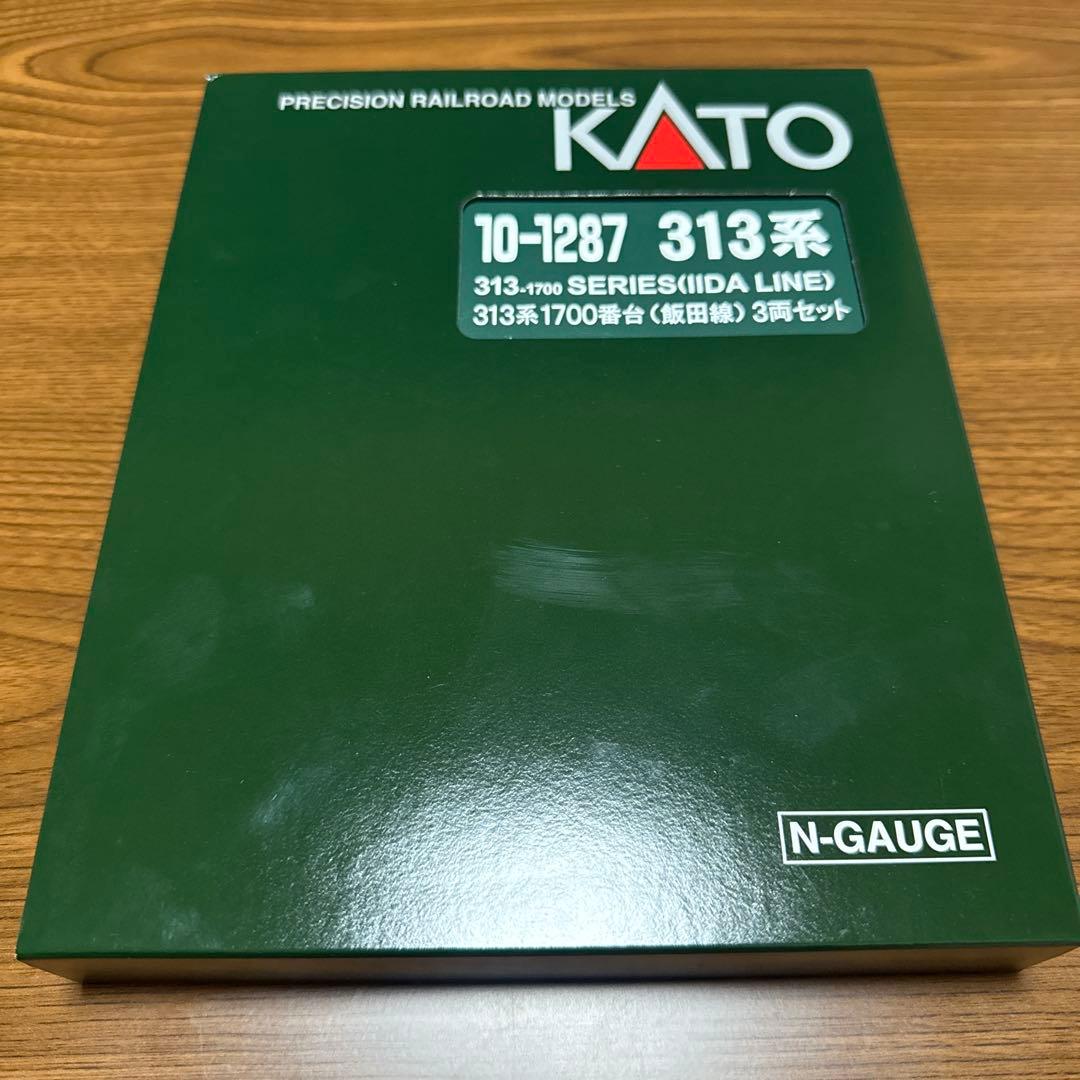 PRECISION RAILROAD MODELS
KATO
10-1287 313系
313-1700 SERIES(IIDA LINE)
313系1700番台(飯田線)3両セット
N-GAUGE